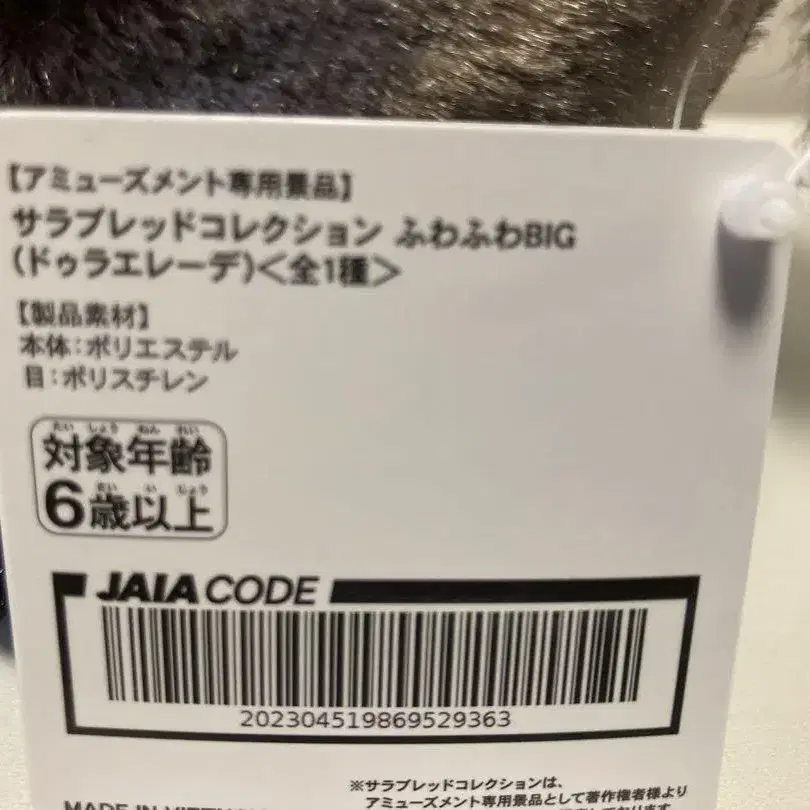 【アミューズメント専用景品】
サラブレッドコレクション ふわふわBIG
(ドゥラエレーデ)<全1種>
【製品素材】
本体:ポリエステル
目:ポリスチレン
たい しょう ねん れい
対象年齢
さい い じょう
6歳以上
JAIA CODE
202304519869529363
MADE IN VIETNAM
※サラブレッドコレクションは、
アミューズメント専用景品として著作権者様より